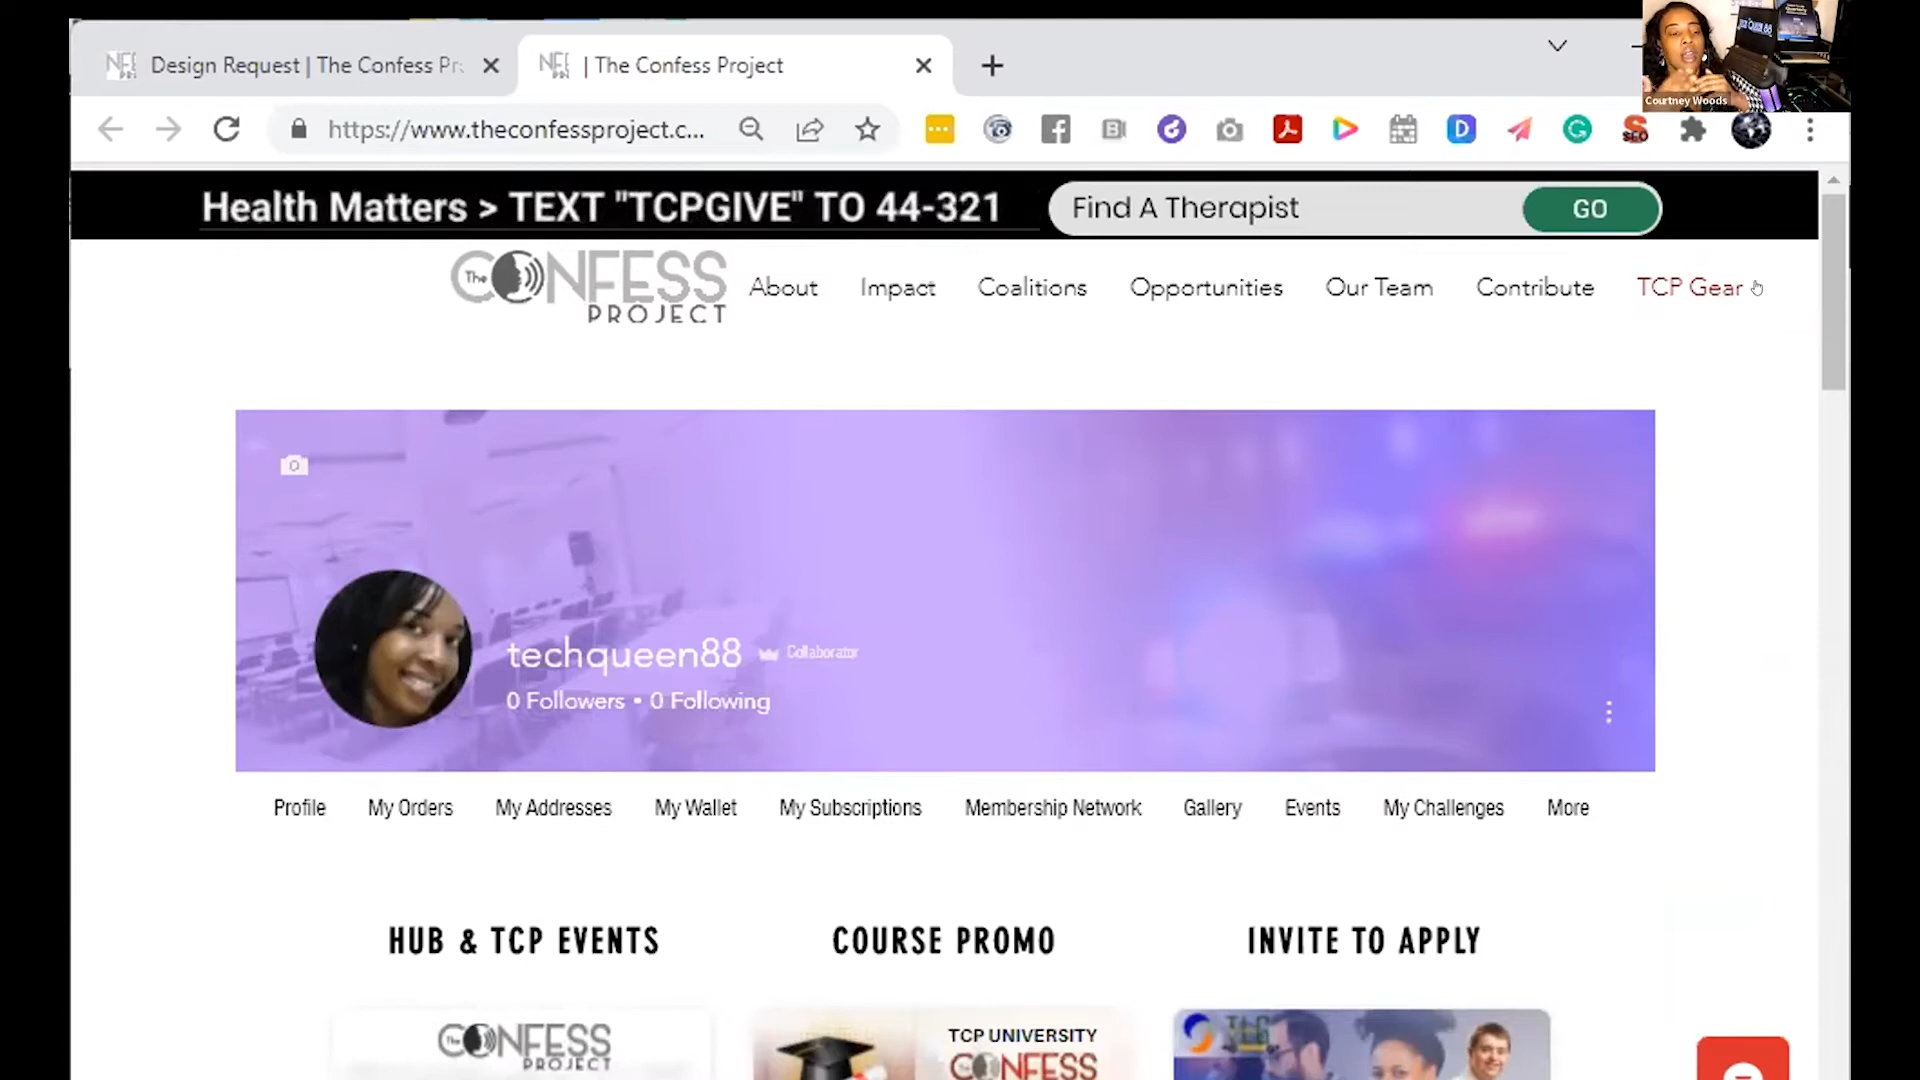 Design Request | The Confess Pr
| The Confess Project
Courtney Woods
https://www.theconfessproject.c...
Health Matters > TEXT "TCPGIVE" TO 44-321
Find A Therapist
GO
The CONFESS
PROJECT
About
Impact
Coalitions
Opportunities
Our Team
Contribute
TCP Gear
techqueen88
Collaborator
0 Followers • 0 Following
Profile
My Orders
My Addresses
My Wallet
My Subscriptions
Membership Network
Gallery
Events
My Challenges
More
HUB & TCP EVENTS
COURSE PROMO
INVITE TO APPLY
CONFESS
PROJECT
TCP UNIVERSITY
CONFESS